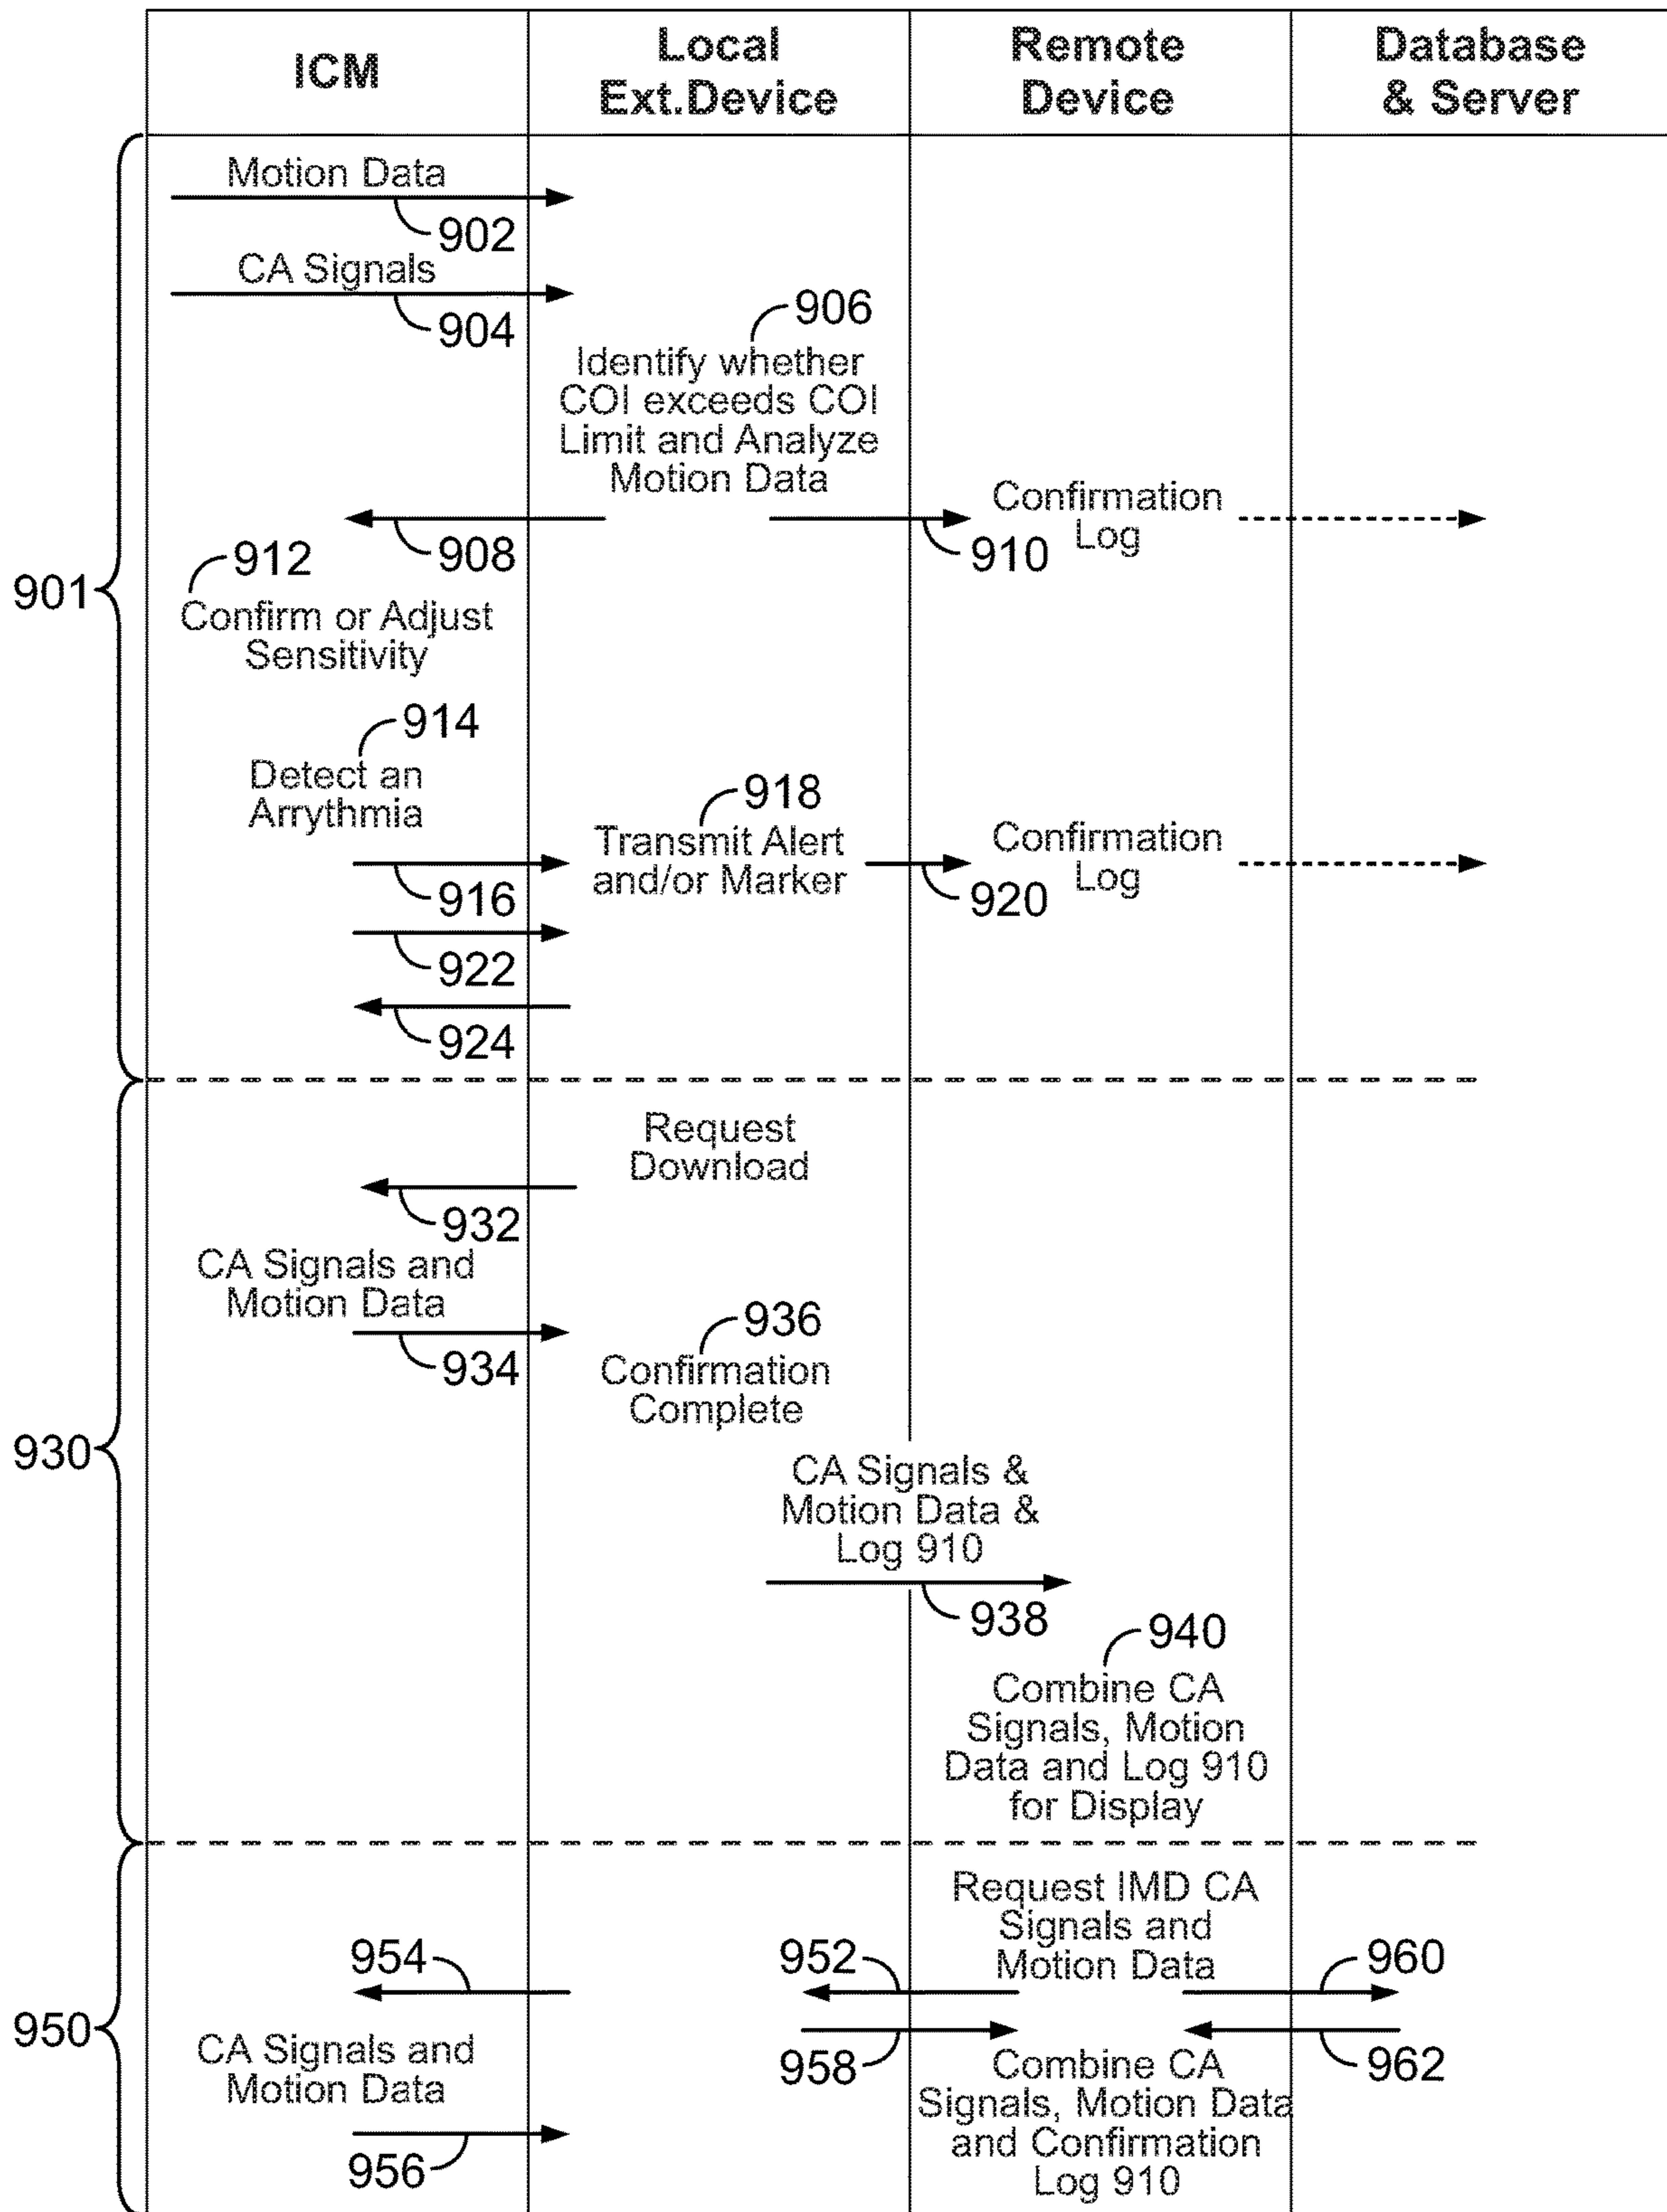 ICM
Local
Ext.Device
Remote
Device
Database
& Server
901
Motion Data
902
CA Signals
904
906
Identify whether
COI exceeds COI
Limit and Analyze
Motion Data
908
910
Confirmation
Log
912
Confirm or Adjust
Sensitivity
914
Detect an
Arrythmia
916
918
Transmit Alert
and/or Marker
920
Confirmation
Log
922
924
930
Request
Download
932
CA Signals and
Motion Data
934
936
Confirmation
Complete
CA Signals &
Motion Data &
Log 910
938
940
Combine CA
Signals, Motion
Data and Log 910
for Display
950
Request IMD CA
Signals and
Motion Data
954
952
960
CA Signals and
Motion Data
956
958
962
Combine CA
Signals, Motion Data
and Confirmation
Log 910